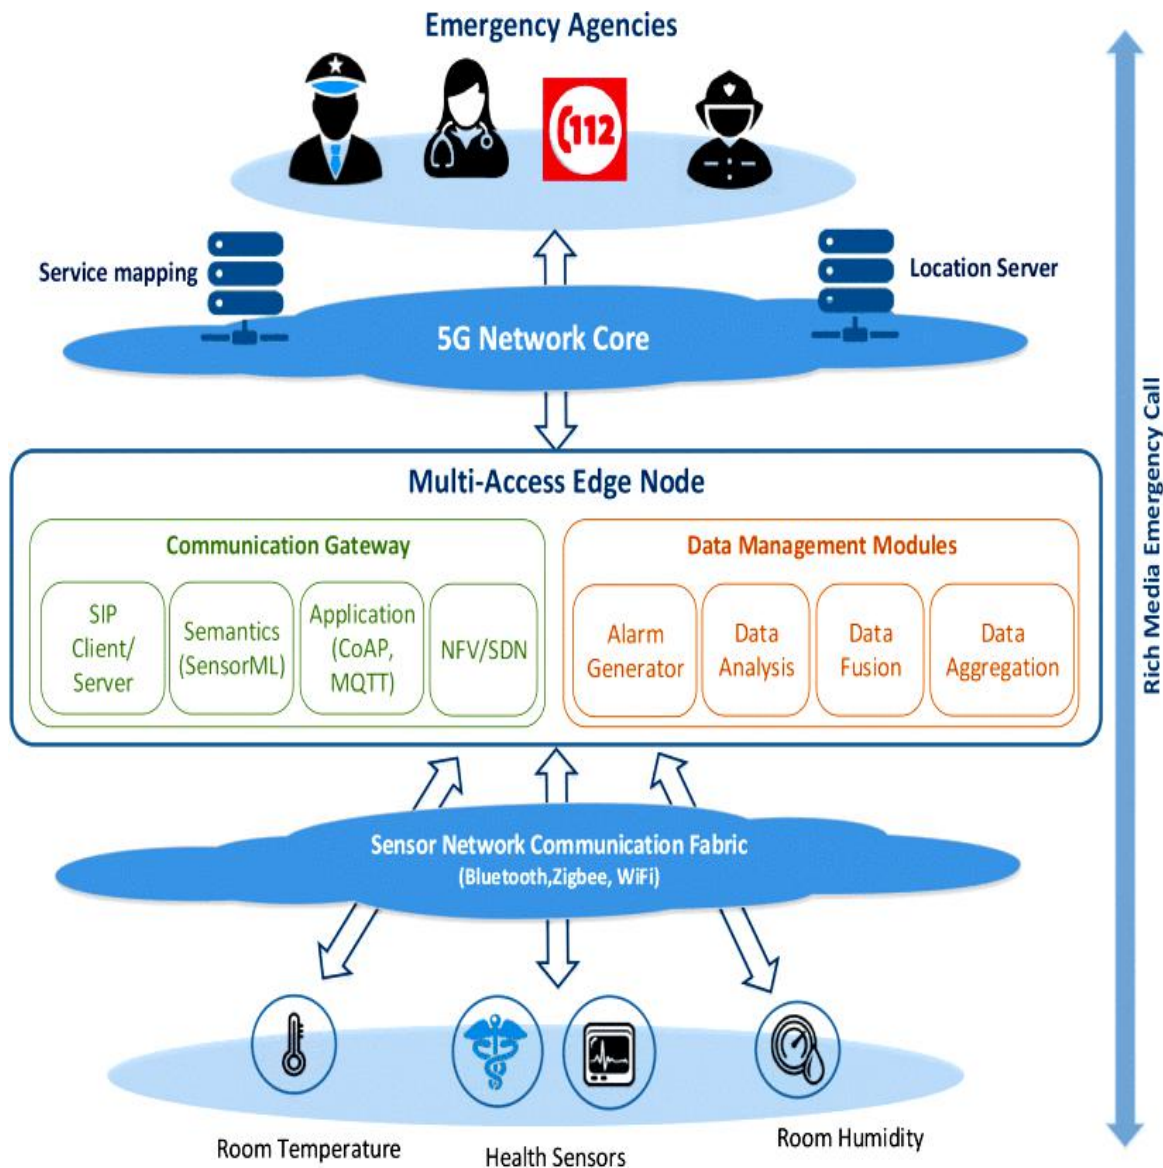 Emergency Agencies
112
Service mapping
Location Server
5G Network Core
Rich Media Emergency Call
Multi-Access Edge Node
Communication Gateway
SIP
Client/
Server
Semantics
(SensorML)
Application
(CoAP,
MQTT)
NFV/SDN
Data Management Modules
Alarm
Generator
Data
Analysis
Data
Fusion
Data
Aggregation
Sensor Network Communication Fabric
(Bluetooth,Zigbee, WiFi)
Room Temperature
Health Sensors
Room Humidity